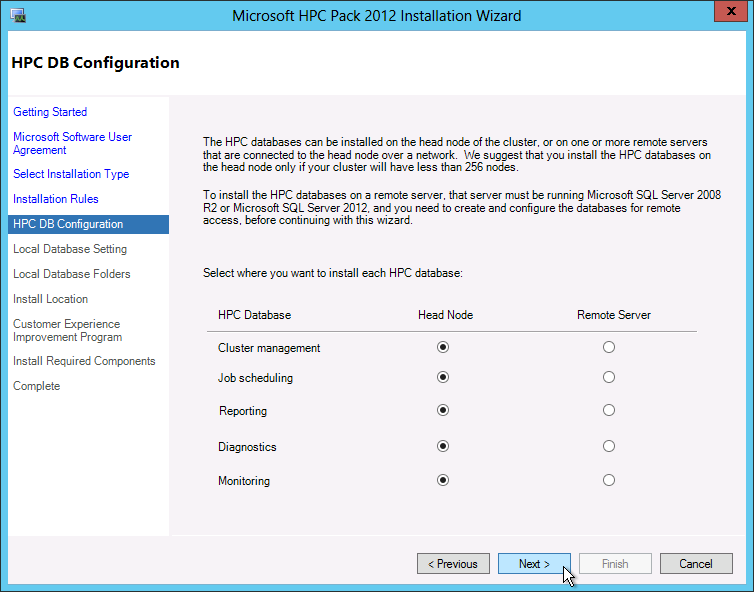 Microsoft HPC Pack 2012 Installation Wizard
x
HPC DB Configuration
Getting Started
Microsoft Software User
Agreement
Select Installation Type
Installation Rules
HPC DB Configuration
Local Database Setting
Local Database Folders
Install Location
Customer Experience
Improvement Program
Install Required Components
Complete
The HPC databases can be installed on the head node of the cluster, or on one or more remote servers
that are connected to the head node over a network.  We suggest that you install the HPC databases on
the head node only if your cluster will have less than 256 nodes.
To install the HPC databases on a remote server, that server must be running Microsoft SQL Server 2008
R2 or Microsoft SQL Server 2012, and you need to create and configure the databases for remote
access, before continuing with this wizard.
Select where you want to install each HPC database:
HPC Database Head Node Remote Server
Cluster management
Job scheduling
Reporting
Diagnostics
Monitoring
< Previous Next > Finish Cancel